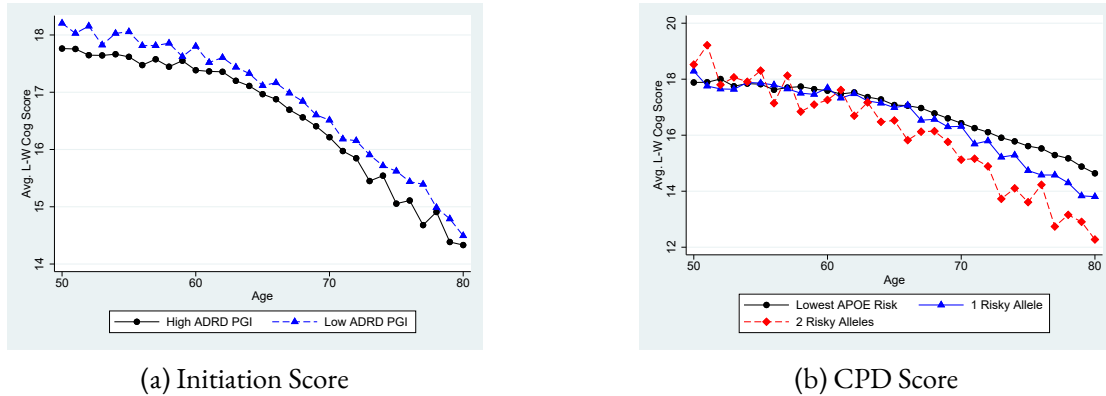 Avg. L-W Cog Score
18
17
16
15
14
50
60
70
80
Age
High ADRD PGI
Low ADRD PGI
(a) Initiation Score
Avg. L-W Cog Score
20
18
16
14
12
50
60
70
80
Age
Lowest APOE Risk
1 Risky Allele
2 Risky Alleles
(b) CPD Score